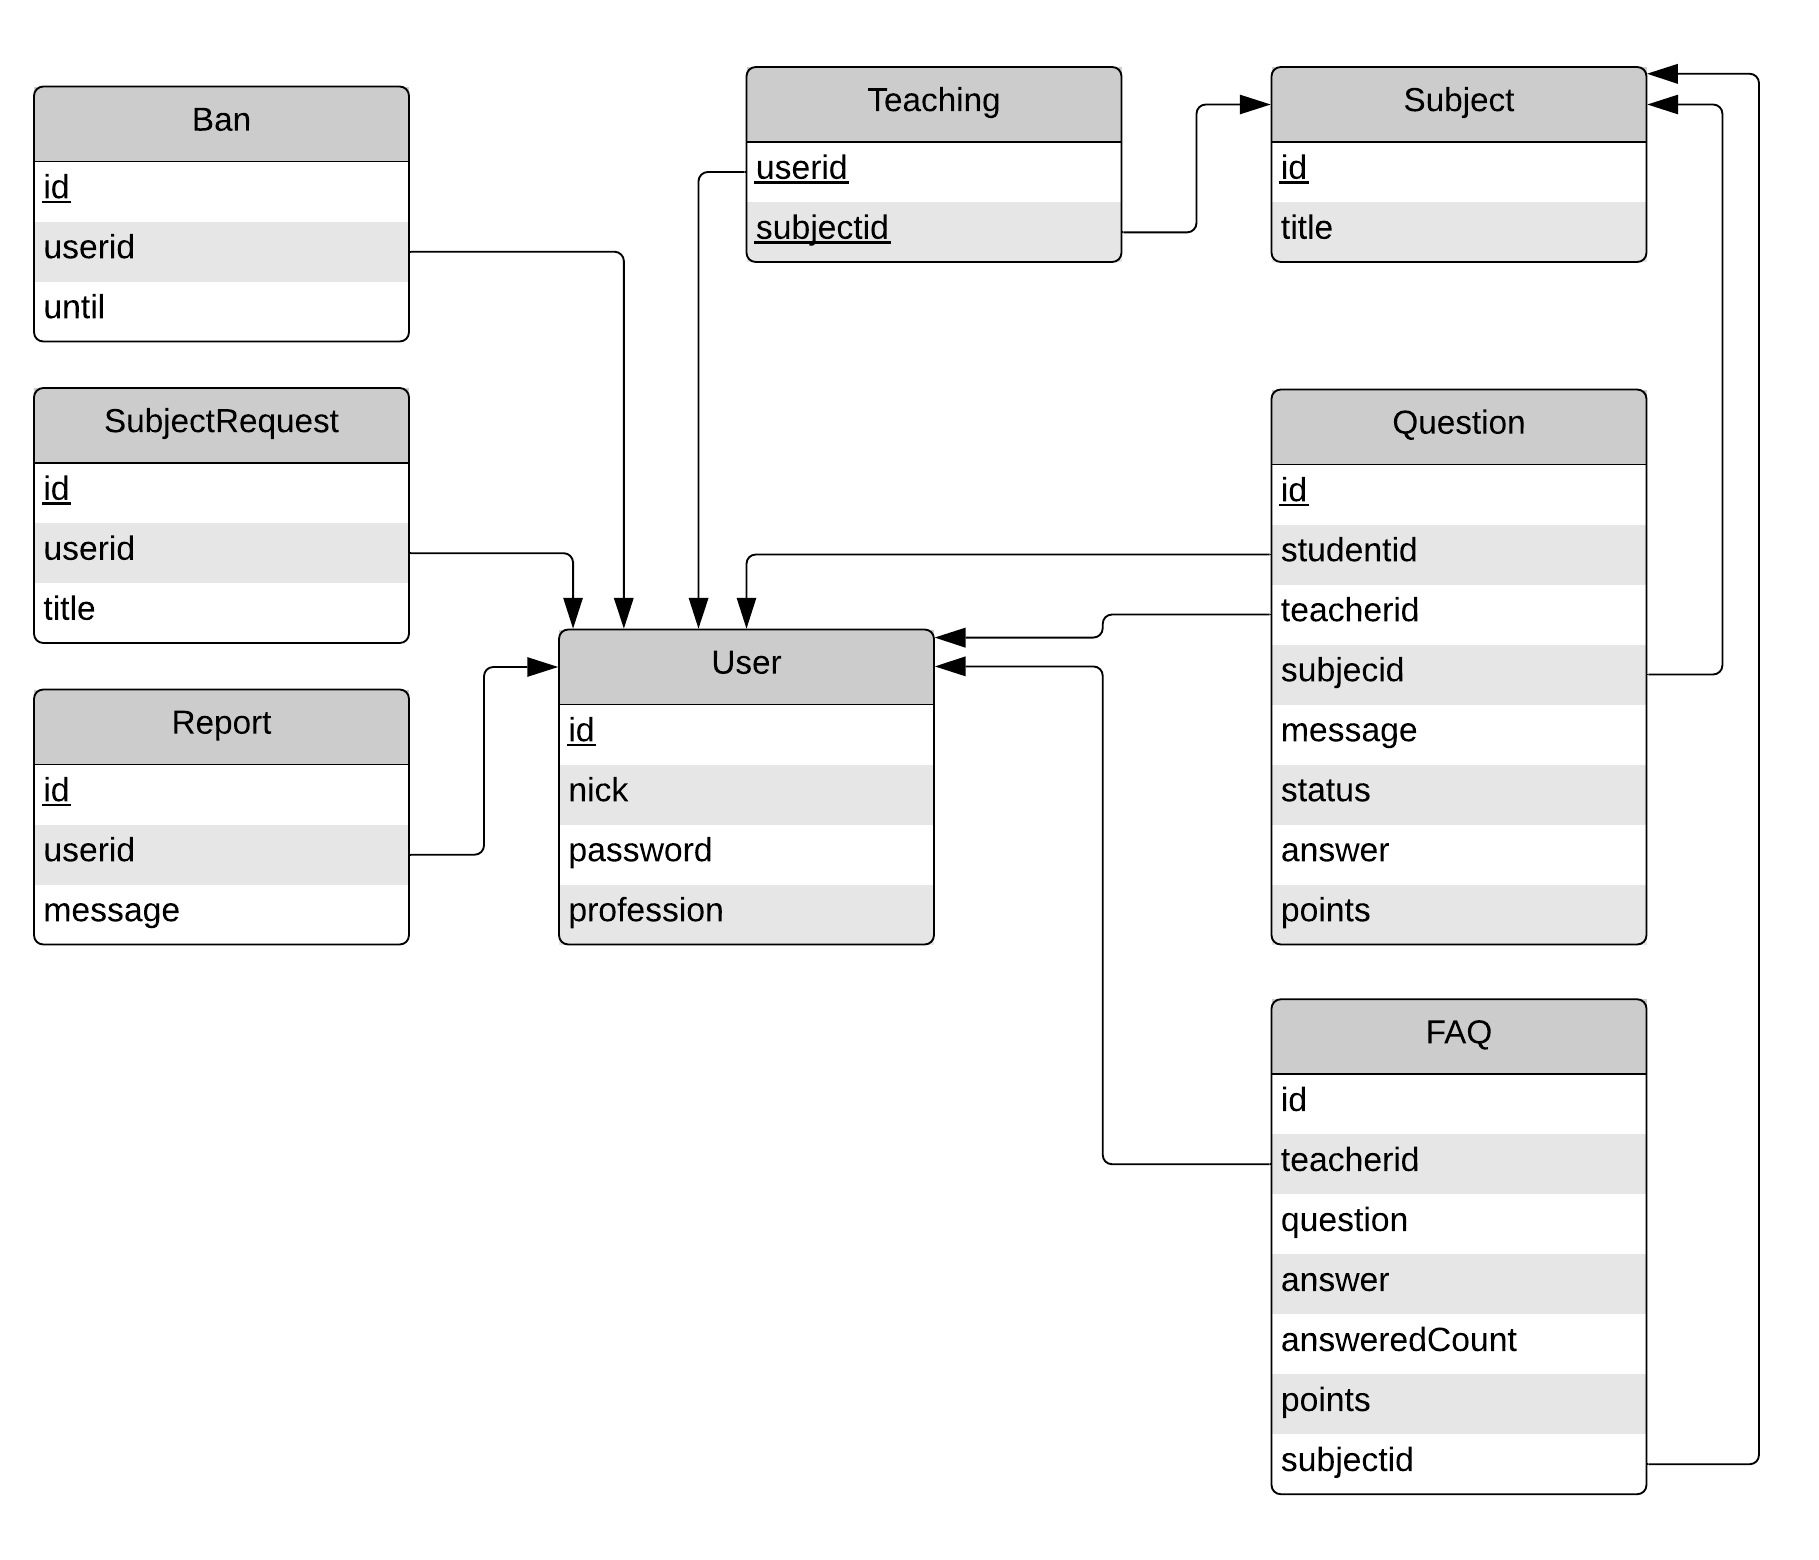 Ban
id
userid
until
SubjectRequest
id
userid
title
Report
id
userid
message
Teaching
userid
subjectid
User
id
nick
password
profession
Subject
id
title
Question
id
studentid
teacherid
subjecid
message
status
answer
points
FAQ
id
teacherid
question
answer
answeredCount
points
subjectid